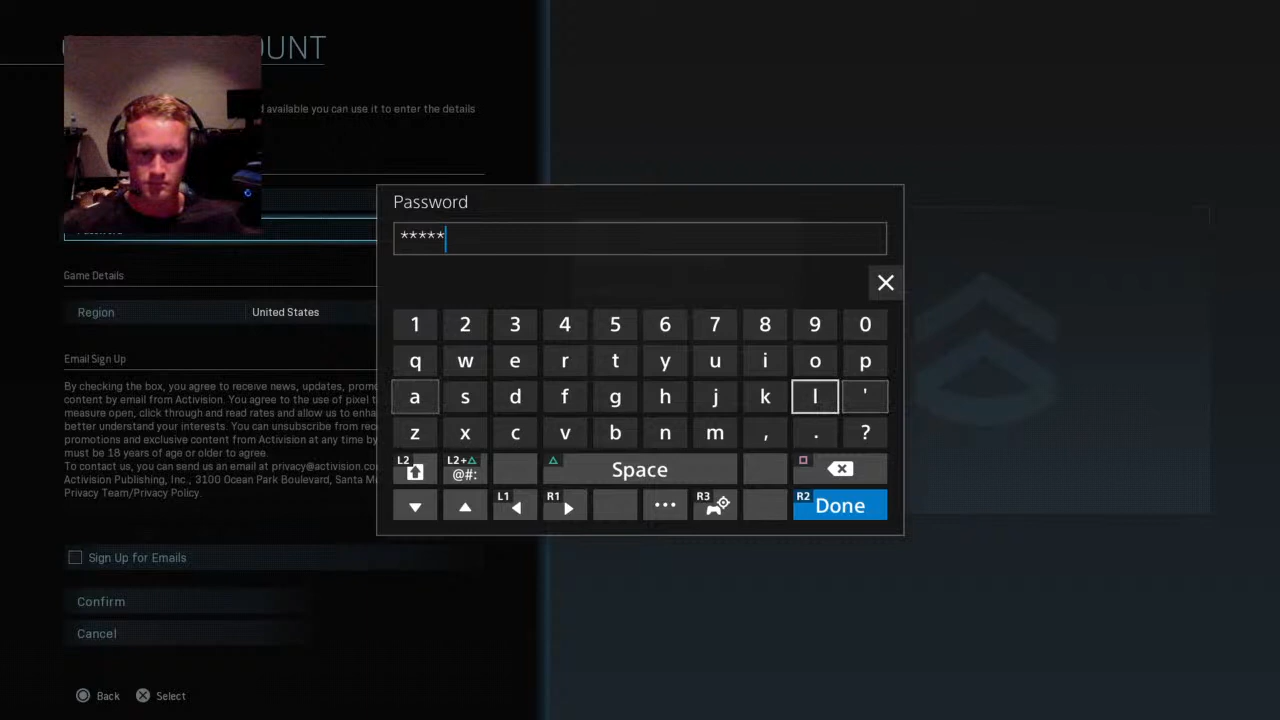 OUNT
d available you can use it to enter the details
Password
*****
Game Details
Region United States
Email Sign Up
By checking the box, you agree to receive news, updates, promo
content by email from Activision. You agree to the use of pixel t
measure open, click through and read rates and allow us to enha
better understand your interests. You can unsubscribe from rec
promotions and exclusive content from Activision at any time by
must be 18 years of age or older to agree.
To contact us, you can send us an email at privacy@activision.co
Activision Publishing, Inc., 3100 Ocean Park Boulevard, Santa M
Privacy Team/Privacy Policy.
1 2 3 4 5 6 7 8 9 0
q w e r t y u i o p
a s d f g h j k l '
z x c v b n m , . ?
L2 L2+△ @#: △ Space
L1 R1 ... R3 R2 Done
Sign Up for Emails
Confirm
Cancel
Back Select